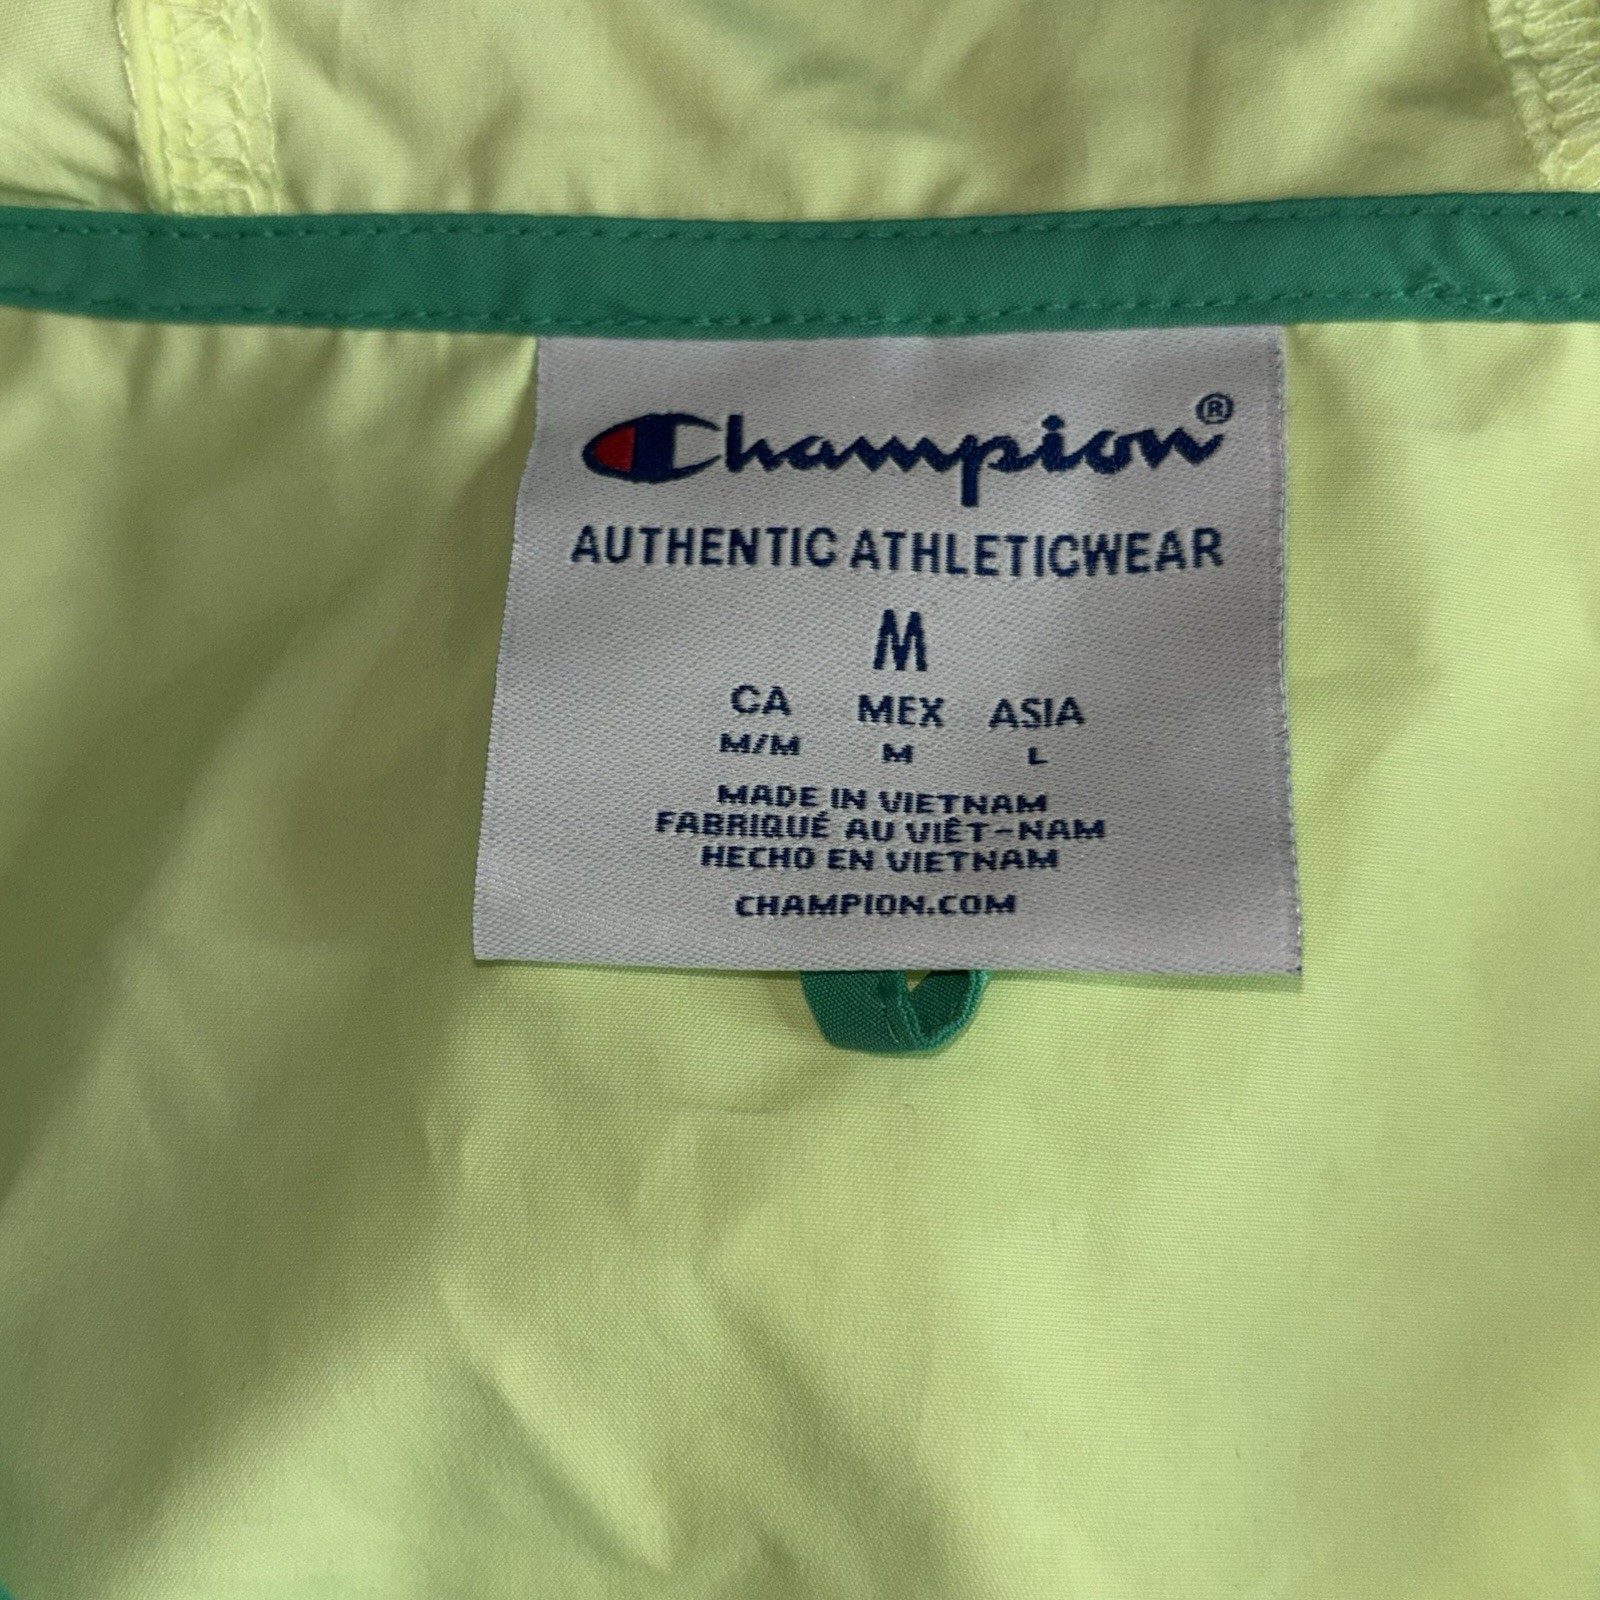 Champion®
AUTHENTIC ATHLETICWEAR
M
CA MEX ASIA
M/M M L
MADE IN VIETNAM
FABRIQUÉ AU VIÊT-NAM
HECHO EN VIETNAM
CHAMPION.COM